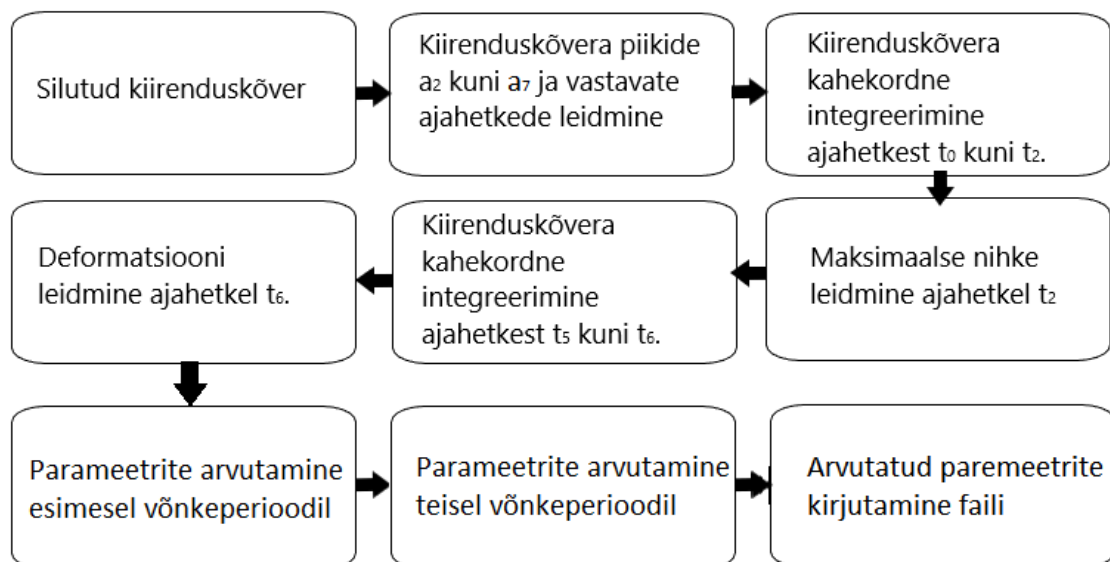 Silutud kiirenduskõver
Kiirenduskõvera piikide
a₂ kuni a₇ ja vastavate
ajahetkede leidmine
Kiirenduskõvera
kahekordne
integreerimine
ajahetkest t₀ kuni t₂.
Maksimaalse nihke
leidmine ajahetkel t₂
Kiirenduskõvera
kahekordne
integreerimine
ajahetkest t₅ kuni t₆.
Deformatsiooni
leidmine ajahetkel t₆.
Parameetrite arvutamine
esimesel võnkeperioodil
Parameetrite arvutamine
teisel võnkeperioodil
Arvutatud paremeetrite
kirjutamine faili